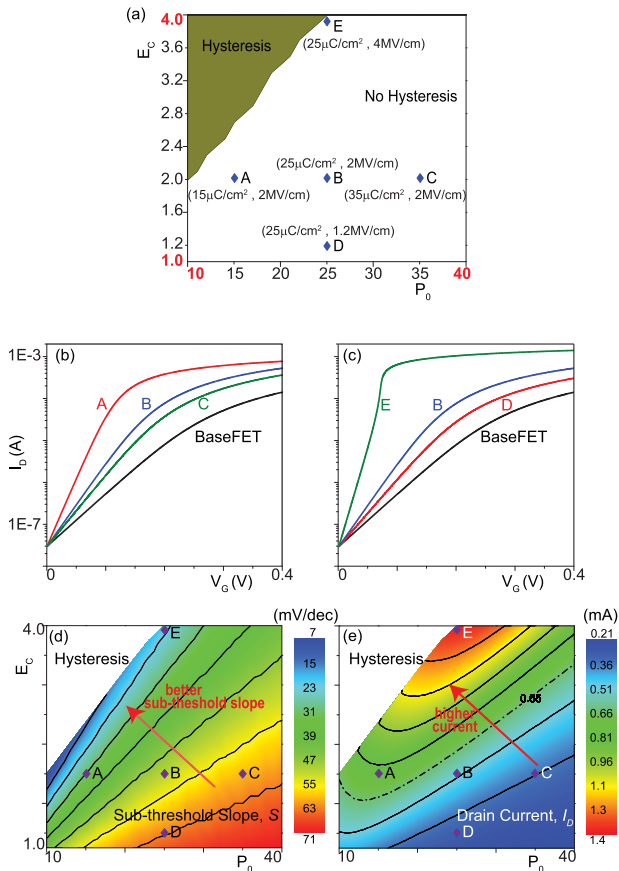 (a)
4.0
E
Hysteresis
(25μC/cm² , 4MV/cm)
3.6
E_C
3.2
No Hysteresis
2.8
2.4
(25μC/cm² , 2MV/cm)
2.0
A
B
C
(15μC/cm² , 2MV/cm)
(35μC/cm² , 2MV/cm)
1.6
(25μC/cm² , 1.2MV/cm)
1.2
D
1.0
10
15
20
25
30
35
40
P_0
(b)
1E-3
A
B
C
BaseFET
I_D (A)
1E-7
0
V_G (V)
0.4
(c)
E
B
D
BaseFET
0
V_G (V)
0.4
(mV/dec)
(d)
4.0
E
Hysteresis
E_C
better
sub-theshold slope
A
B
C
Sub-threshold Slope, S
D
1.0
10
P_0
40
7
15
23
31
39
47
55
63
71
(mA)
(e)
E
Hysteresis
0.65
higher
current
A
B
C
Drain Current, I_D
D
10
P_0
40
0.21
0.36
0.51
0.66
0.81
0.96
1.1
1.3
1.4